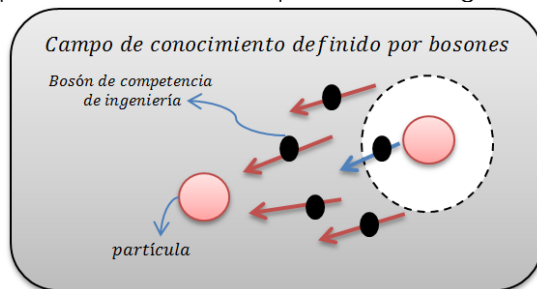 Campo de conocimiento definido por bosones
Bosón de competencia
de ingeniería
partícula